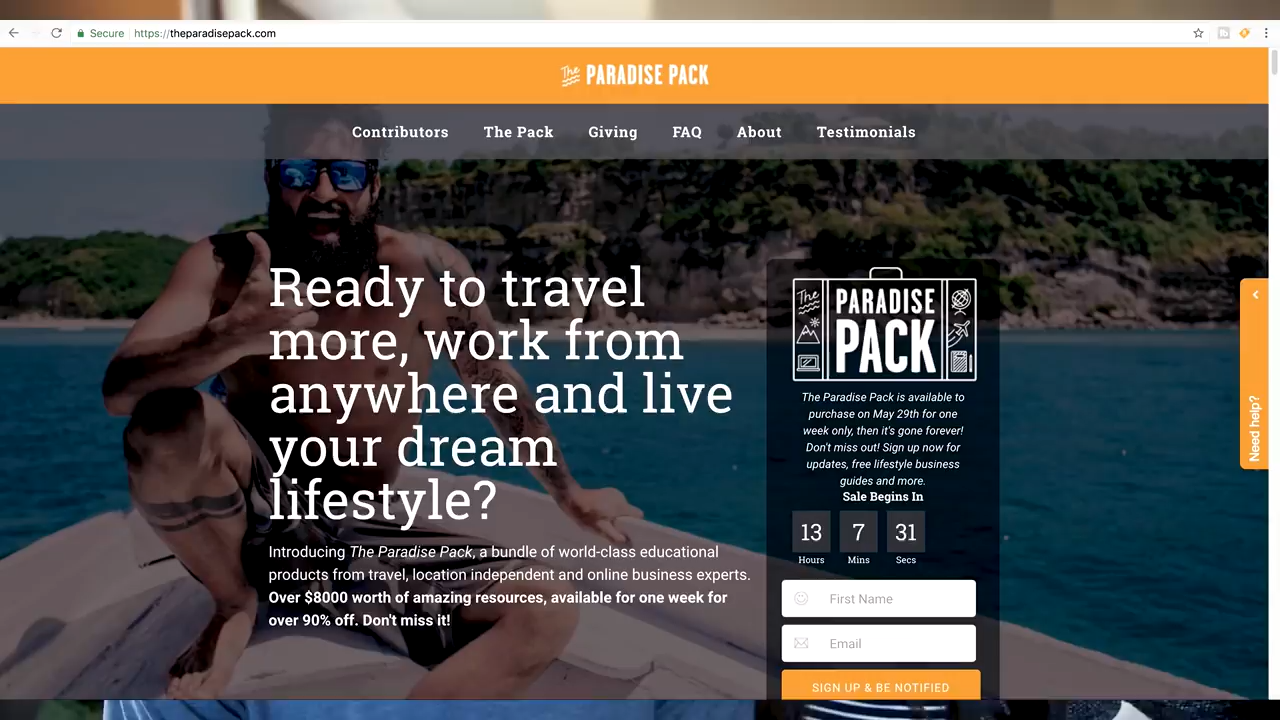 Secure https://theparadisepack.com
The PARADISE PACK
Contributors The Pack Giving FAQ About Testimonials
Ready to travel
more, work from
anywhere and live
your dream
lifestyle?
Introducing The Paradise Pack, a bundle of world-class educational
products from travel, location independent and online business experts.
Over $8000 worth of amazing resources, available for one week for
over 90% off. Don't miss it!
The PARADISE
PACK
The Paradise Pack is available to
purchase on May 29th for one
week only, then it's gone forever!
Don't miss out! Sign up now for
updates, free lifestyle business
guides and more.
Sale Begins In
13 7 31
Hours Mins Secs
First Name
Email
SIGN UP & BE NOTIFIED
Need help?